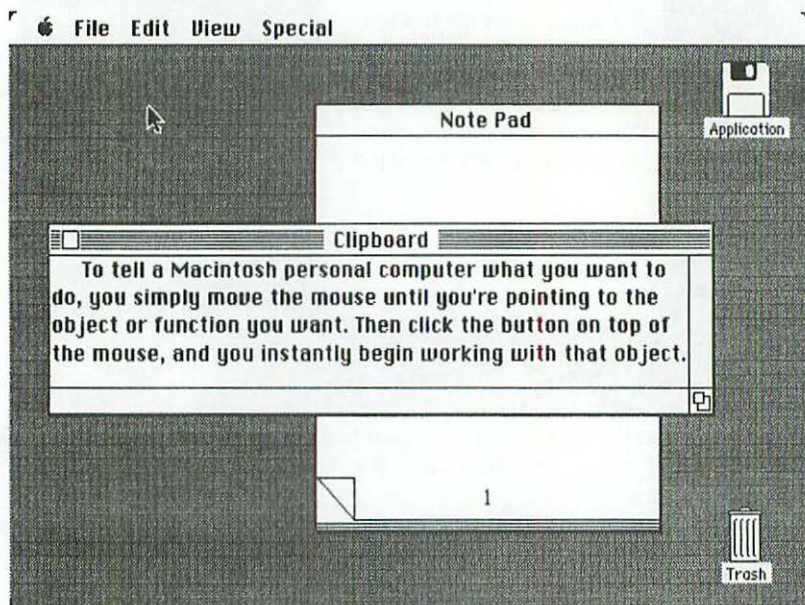 File Edit View Special
Application
Note Pad
Clipboard
To tell a Macintosh personal computer what you want to
do, you simply move the mouse until you're pointing to the
object or function you want. Then click the button on top of
the mouse, and you instantly begin working with that object.
1
Trash